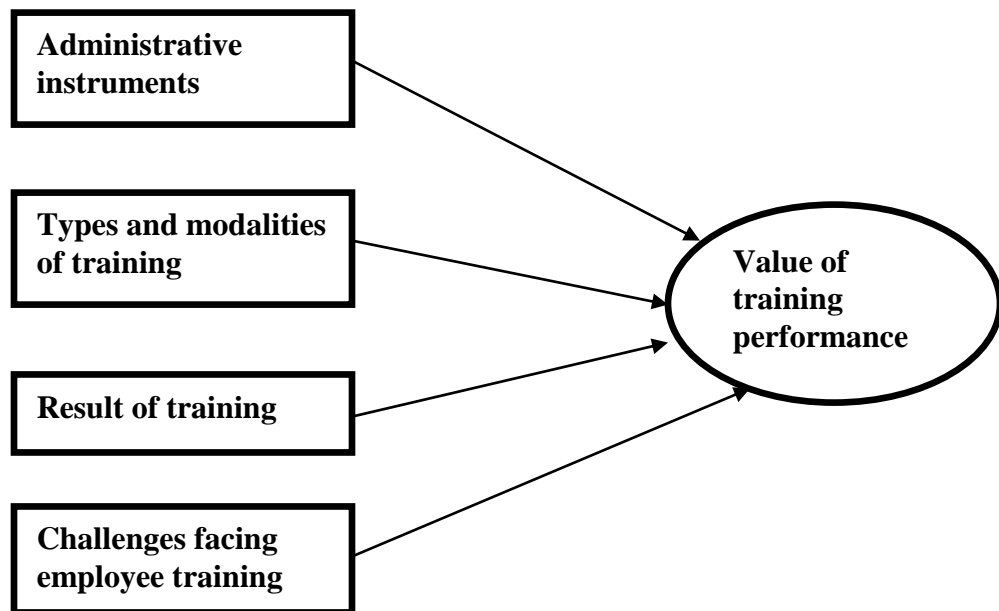 Administrative
instruments
Types and modalities
of training
Value of
training
performance
Result of training
Challenges facing
employee training